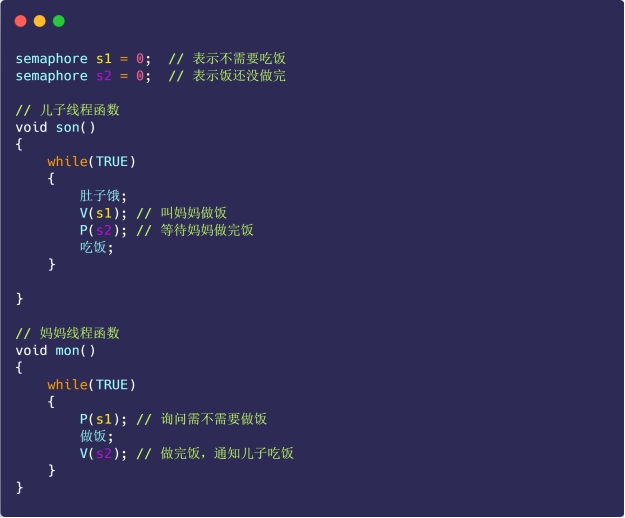 semaphore s1 = 0;  // 表示不需要吃饭
semaphore s2 = 0;  // 表示饭还没做完
// 儿子线程函数
void son()
{
    while(TRUE)
    {
        肚子饿;
        V(s1); // 叫妈妈做饭
        P(s2); // 等待妈妈做完饭
        吃饭;
    }
}
// 妈妈线程函数
void mon()
{
    while(TRUE)
    {
        P(s1); // 询问需不需要做饭
        做饭;
        V(s2); // 做完饭，通知儿子吃饭
    }
}